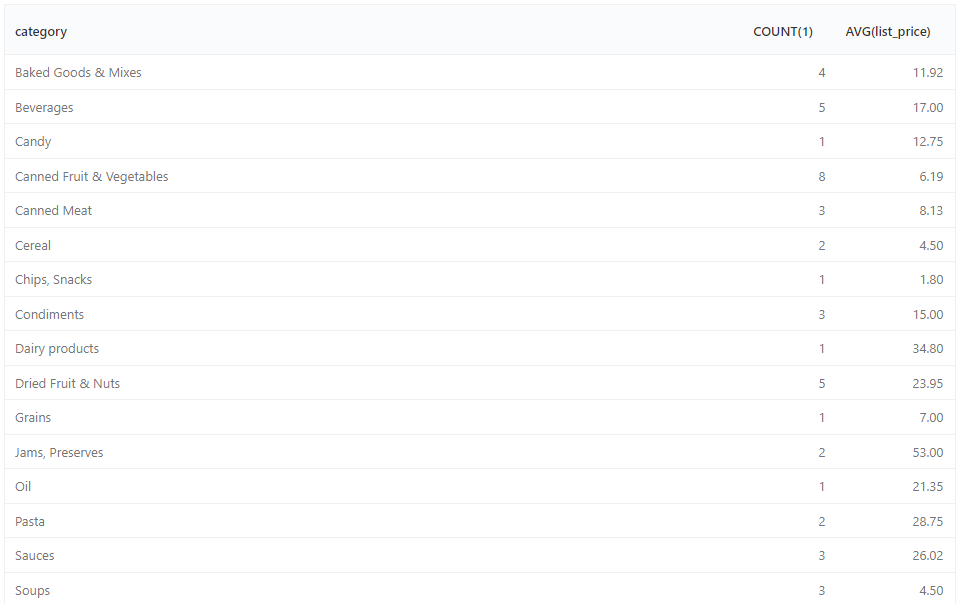 category COUNT(1) AVG(list_price)
Baked Goods & Mixes 4 11.92
Beverages 5 17.00
Candy 1 12.75
Canned Fruit & Vegetables 8 6.19
Canned Meat 3 8.13
Cereal 2 4.50
Chips, Snacks 1 1.80
Condiments 3 15.00
Dairy products 1 34.80
Dried Fruit & Nuts 5 23.95
Grains 1 7.00
Jams, Preserves 2 53.00
Oil 1 21.35
Pasta 2 28.75
Sauces 3 26.02
Soups 3 4.50